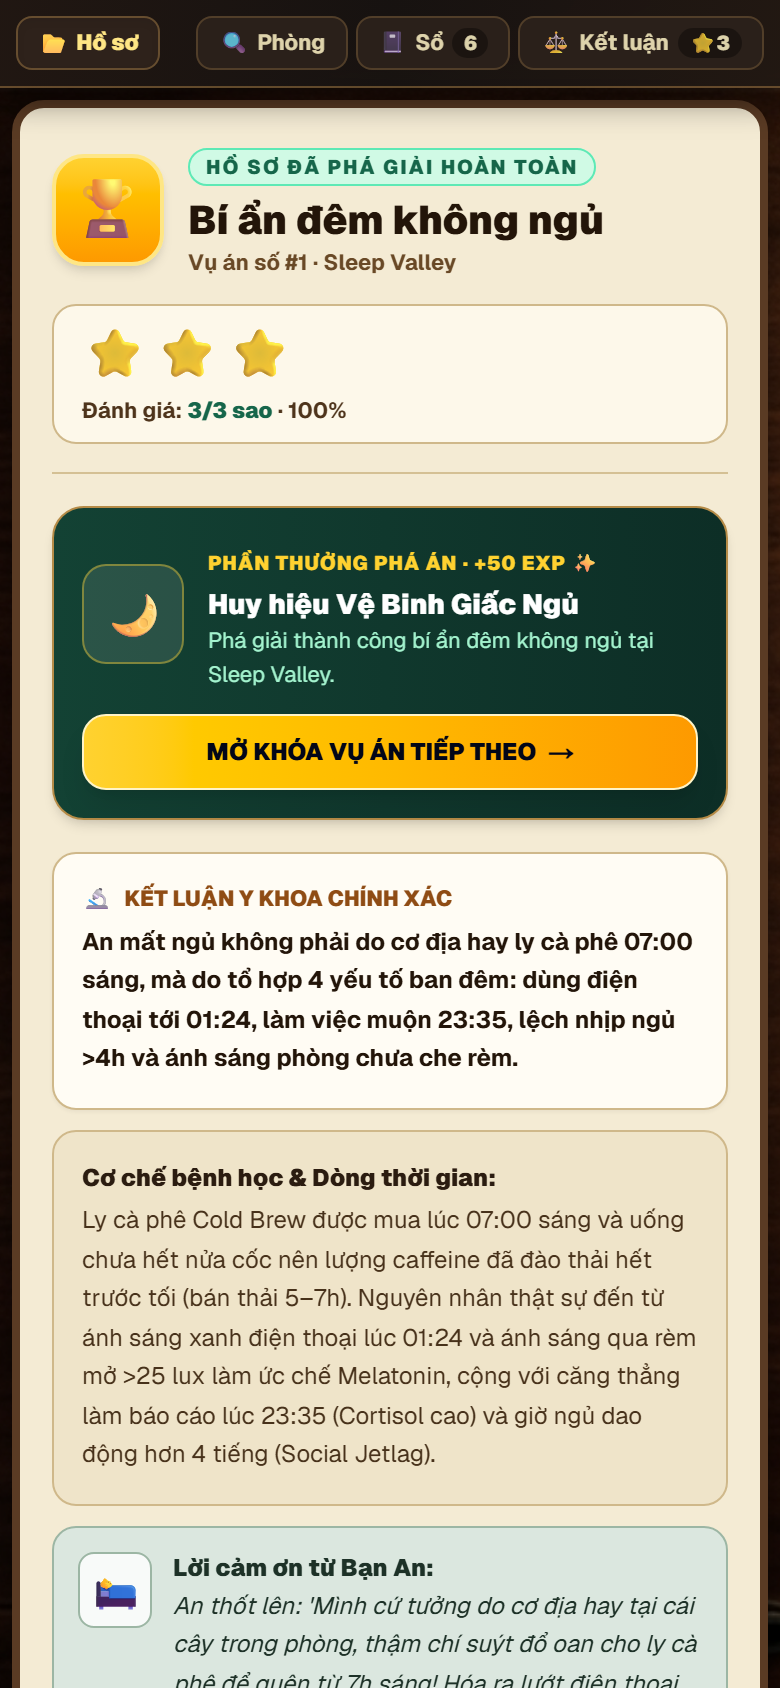 Hồ sơ
Phòng
Sổ 6
Kết luận 3
HỒ SƠ ĐÃ PHÁ GIẢI HOÀN TOÀN
Bí ẩn đêm không ngủ
Vụ án số #1 · Sleep Valley
Đánh giá: 3/3 sao · 100%
PHẦN THƯỞNG PHÁ ÁN · +50 EXP
Huy hiệu Vệ Binh Giấc Ngủ
Phá giải thành công bí ẩn đêm không ngủ tại
Sleep Valley.
MỞ KHÓA VỤ ÁN TIẾP THEO →
KẾT LUẬN Y KHOA CHÍNH XÁC
An mất ngủ không phải do cơ địa hay ly cà phê 07:00
sáng, mà do tổ hợp 4 yếu tố ban đêm: dùng điện
thoại tới 01:24, làm việc muộn 23:35, lệch nhịp ngủ
>4h và ánh sáng phòng chưa che rèm.
Cơ chế bệnh học & Dòng thời gian:
Ly cà phê Cold Brew được mua lúc 07:00 sáng và uống
chưa hết nửa cốc nên lượng caffeine đã đào thải hết
trước tối (bán thải 5–7h). Nguyên nhân thật sự đến từ
ánh sáng xanh điện thoại lúc 01:24 và ánh sáng qua rèm
mở >25 lux làm ức chế Melatonin, cộng với căng thẳng
làm báo cáo lúc 23:35 (Cortisol cao) và giờ ngủ dao
động hơn 4 tiếng (Social Jetlag).
Lời cảm ơn từ Bạn An:
An thốt lên: 'Mình cứ tưởng do cơ địa hay tại cái
cây trong phòng, thậm chí suýt đổ oan cho ly cà
phê để quên từ 7h sáng! Hóa ra lướt điện thoại